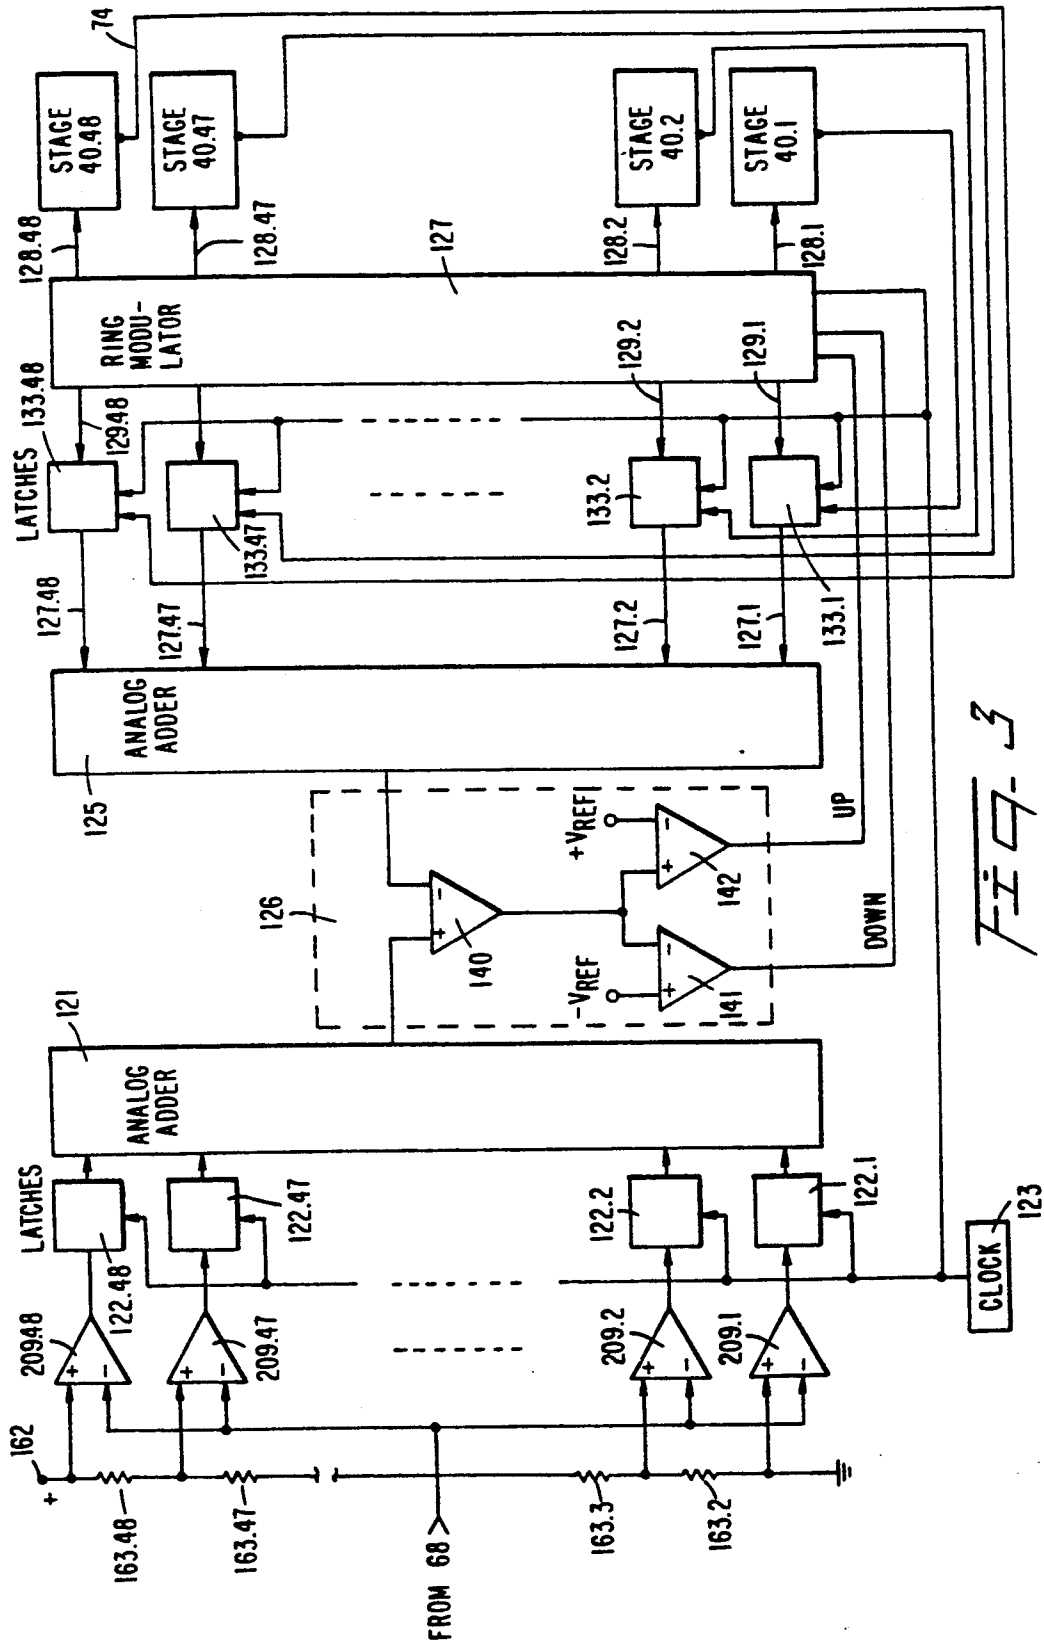 162
+
163.48
163.47
163.3
163.2
FROM 68
209.48
+
-
209.47
+
-
209.2
+
-
209.1
+
-
LATCHES
122.48
122.47
122.2
122.1
CLOCK
123
121
ANALOG
ADDER
126
+
-
140
-VREF
+
-
141
+VREF
+
-
142
DOWN
UP
125
ANALOG
ADDER
127.48
127.47
127.2
127.1
LATCHES
133.48
133.47
133.2
133.1
129.48
129.2
129.1
RING
MODU-
LATOR
127
128.48
128.47
128.2
128.1
STAGE
40.48
STAGE
40.47
STAGE
40.2
STAGE
40.1
74
FIG. 3